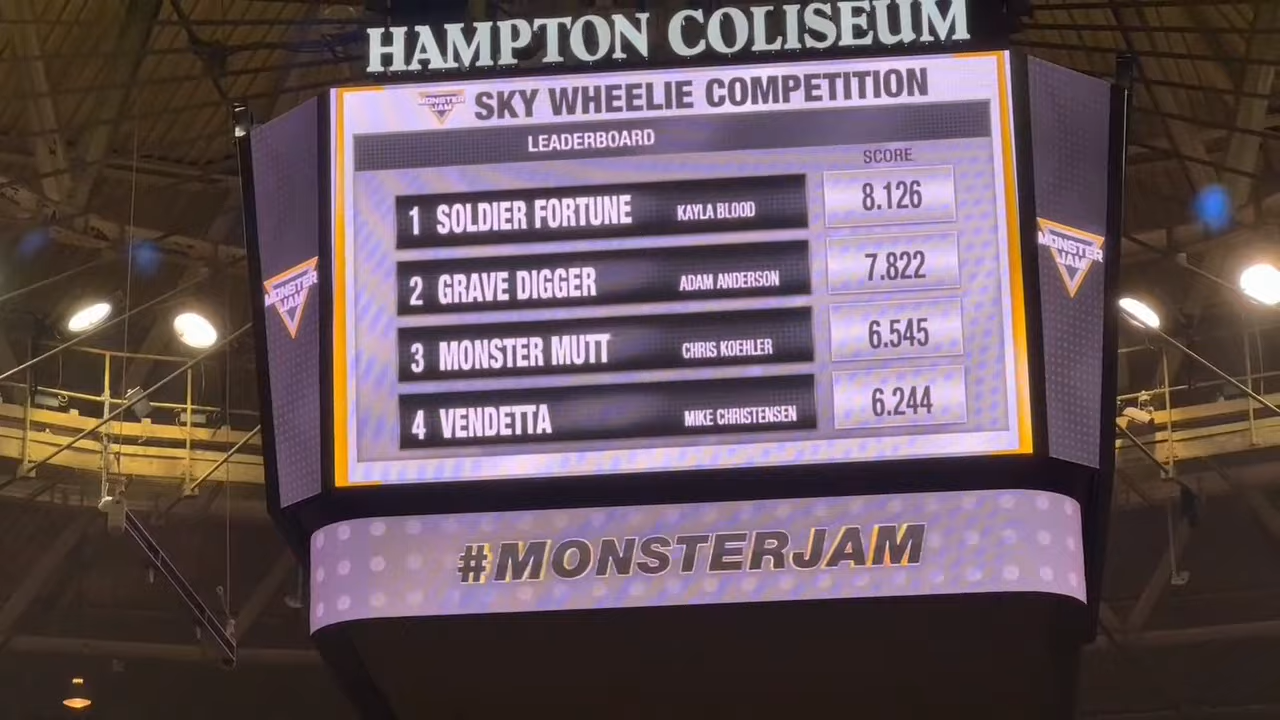 HAMPTON COLISEUM
MONSTER JAM SKY WHEELIE COMPETITION
LEADERBOARD
SCORE
1 SOLDIER FORTUNE KAYLA BLOOD 8.126
2 GRAVE DIGGER ADAM ANDERSON 7.822
3 MONSTER MUTT CHRIS KOEHLER 6.545
4 VENDETTA MIKE CHRISTENSEN 6.244
MONSTER JAM
MONSTER JAM
#MONSTERJAM